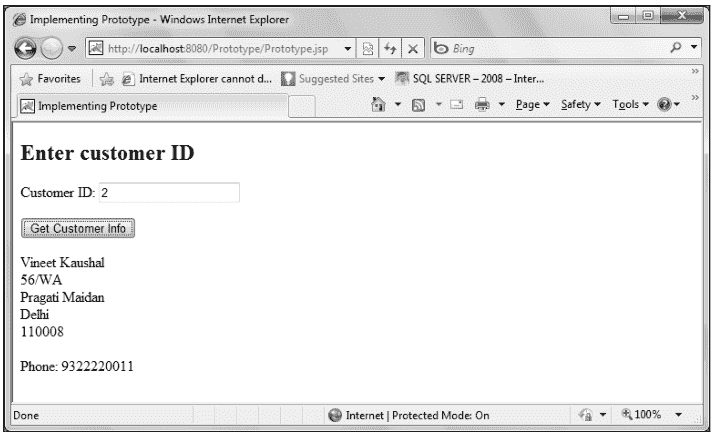 Implementing Prototype - Windows Internet Explorer
http://localhost:8080/Prototype/Prototype.jsp
Bing
Favorites
Internet Explorer cannot d...
Suggested Sites
SQL SERVER – 2008 – Inter...
Implementing Prototype
Page
Safety
Tools
Enter customer ID
Customer ID: 2
Get Customer Info
Vineet Kaushal
56/WA
Pragati Maidan
Delhi
110008
Phone: 9322220011
Done
Internet | Protected Mode: On
100%